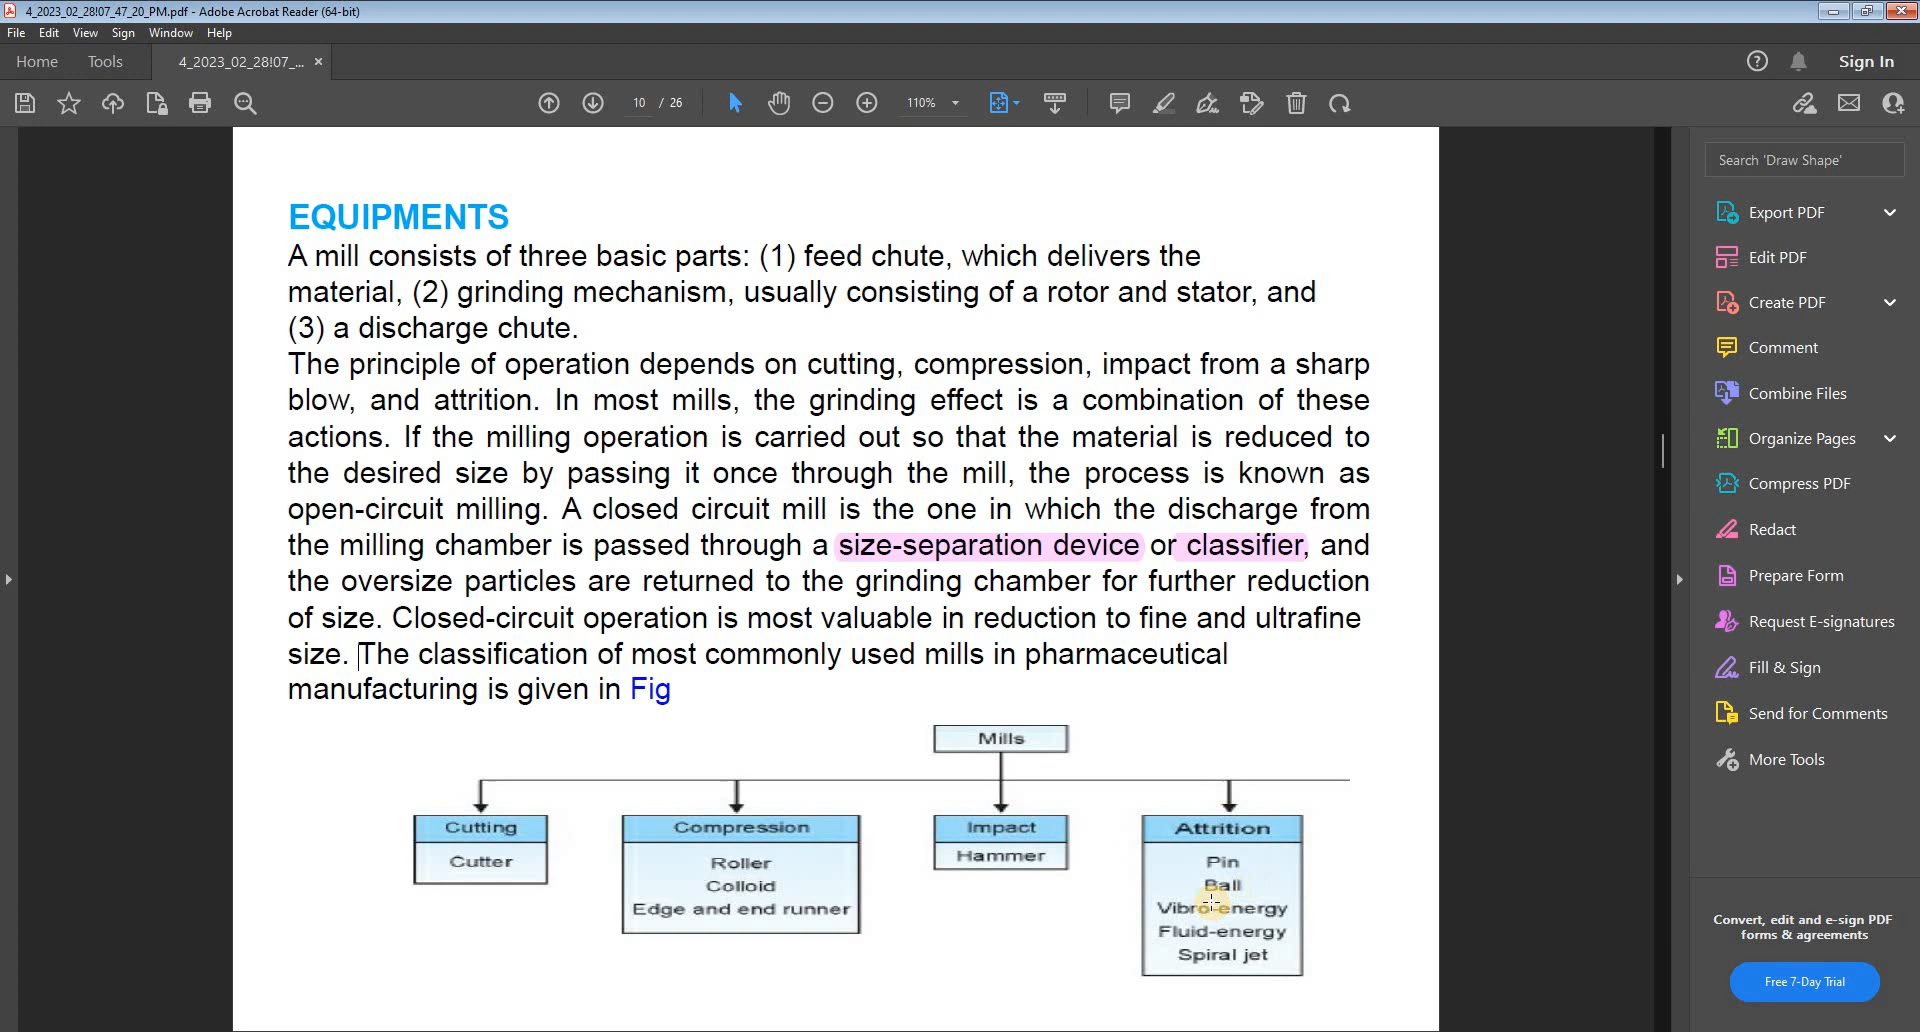 4_2023_02_28!07_47_20_PM.pdf - Adobe Acrobat Reader (64-bit)
File Edit View Sign Window Help
Home Tools 4_2023_02_28!07_... × Sign In
10 / 26 110%
Search 'Draw Shape'
Export PDF
Edit PDF
Create PDF
Comment
Combine Files
Organize Pages
Compress PDF
Redact
Prepare Form
Request E-signatures
Fill & Sign
Send for Comments
More Tools
Convert, edit and e-sign PDF
forms & agreements
Free 7-Day Trial
EQUIPMENTS
A mill consists of three basic parts: (1) feed chute, which delivers the
material, (2) grinding mechanism, usually consisting of a rotor and stator, and
(3) a discharge chute.
The principle of operation depends on cutting, compression, impact from a sharp
blow, and attrition. In most mills, the grinding effect is a combination of these
actions. If the milling operation is carried out so that the material is reduced to
the desired size by passing it once through the mill, the process is known as
open-circuit milling. A closed circuit mill is the one in which the discharge from
the milling chamber is passed through a size-separation device or classifier, and
the oversize particles are returned to the grinding chamber for further reduction
of size. Closed-circuit operation is most valuable in reduction to fine and ultrafine
size. The classification of most commonly used mills in pharmaceutical
manufacturing is given in Fig
Mills
Cutting
Cutter
Compression
Roller
Colloid
Edge and end runner
Impact
Hammer
Attrition
Pin
Ball
Vibro-energy
Fluid-energy
Spiral jet